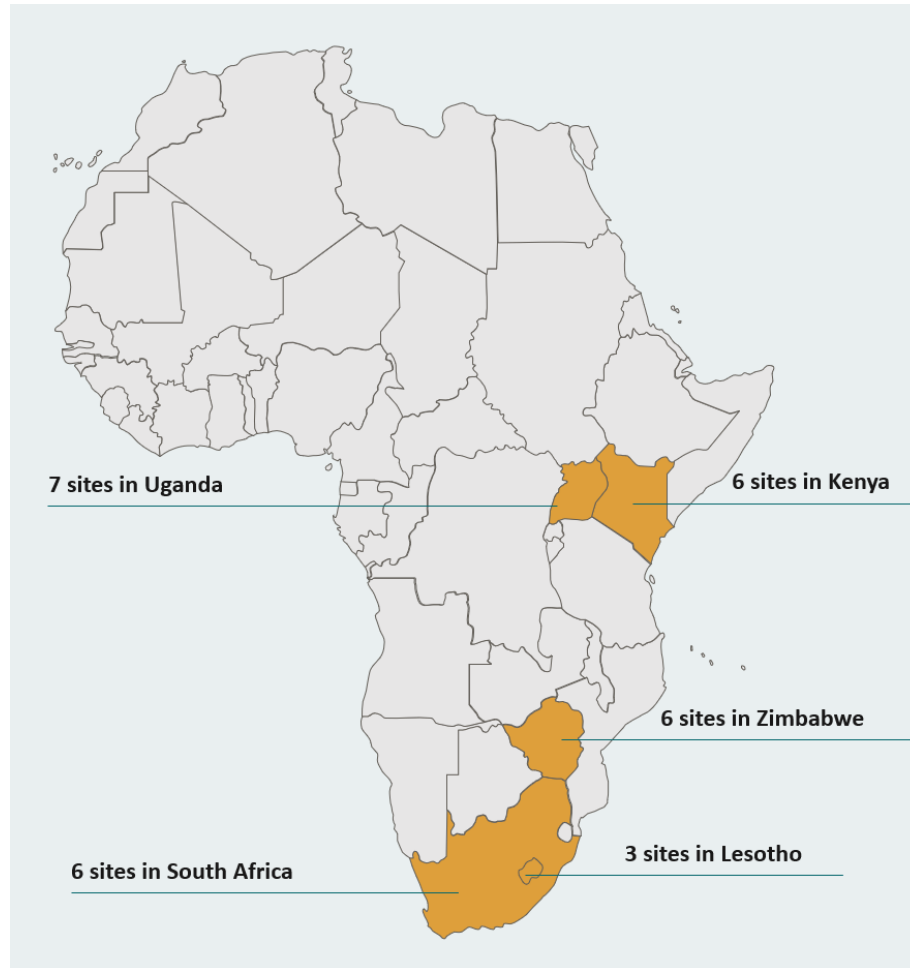 7 sites in Uganda
6 sites in Kenya
6 sites in Zimbabwe
3 sites in Lesotho
6 sites in South Africa